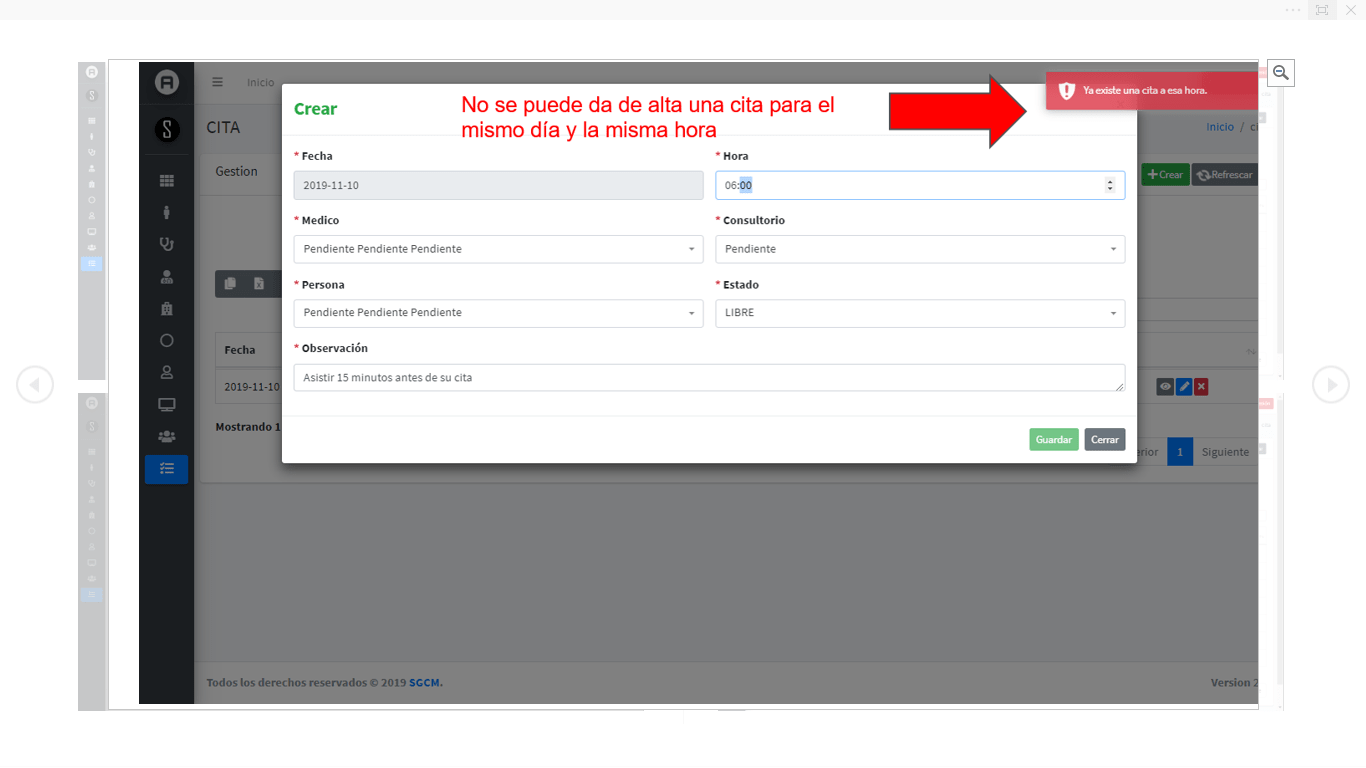 Inicio
Crear
No se puede da de alta una cita para el
mismo día y la misma hora
Ya existe una cita a esa hora.
CITA
Inicio / ci
* Fecha
* Hora
Gestion
2019-11-10
06:00
+Crear
Refrescar
* Medico
* Consultorio
Pendiente Pendiente Pendiente
Pendiente
* Persona
* Estado
Pendiente Pendiente Pendiente
LIBRE
* Observación
Fecha
Asistir 15 minutos antes de su cita
2019-11-10
Mostrando 1
Guardar
Cerrar
erior
1
Siguiente
Todos los derechos reservados © 2019 SGCM.
Version 2